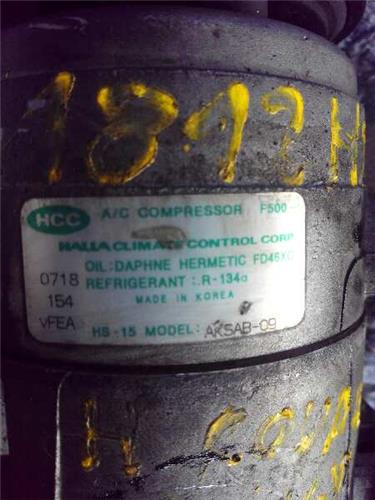 1812 H
HCC A/C COMPRESSOR F500
HALLA CLIMATE CONTROL CORP
OIL:DAPHNE HERMETIC FD46XG
0718 REFRIGERANT:R-134a
154 MADE IN KOREA
VFEA HS-15 MODEL: AKSAB-09
H